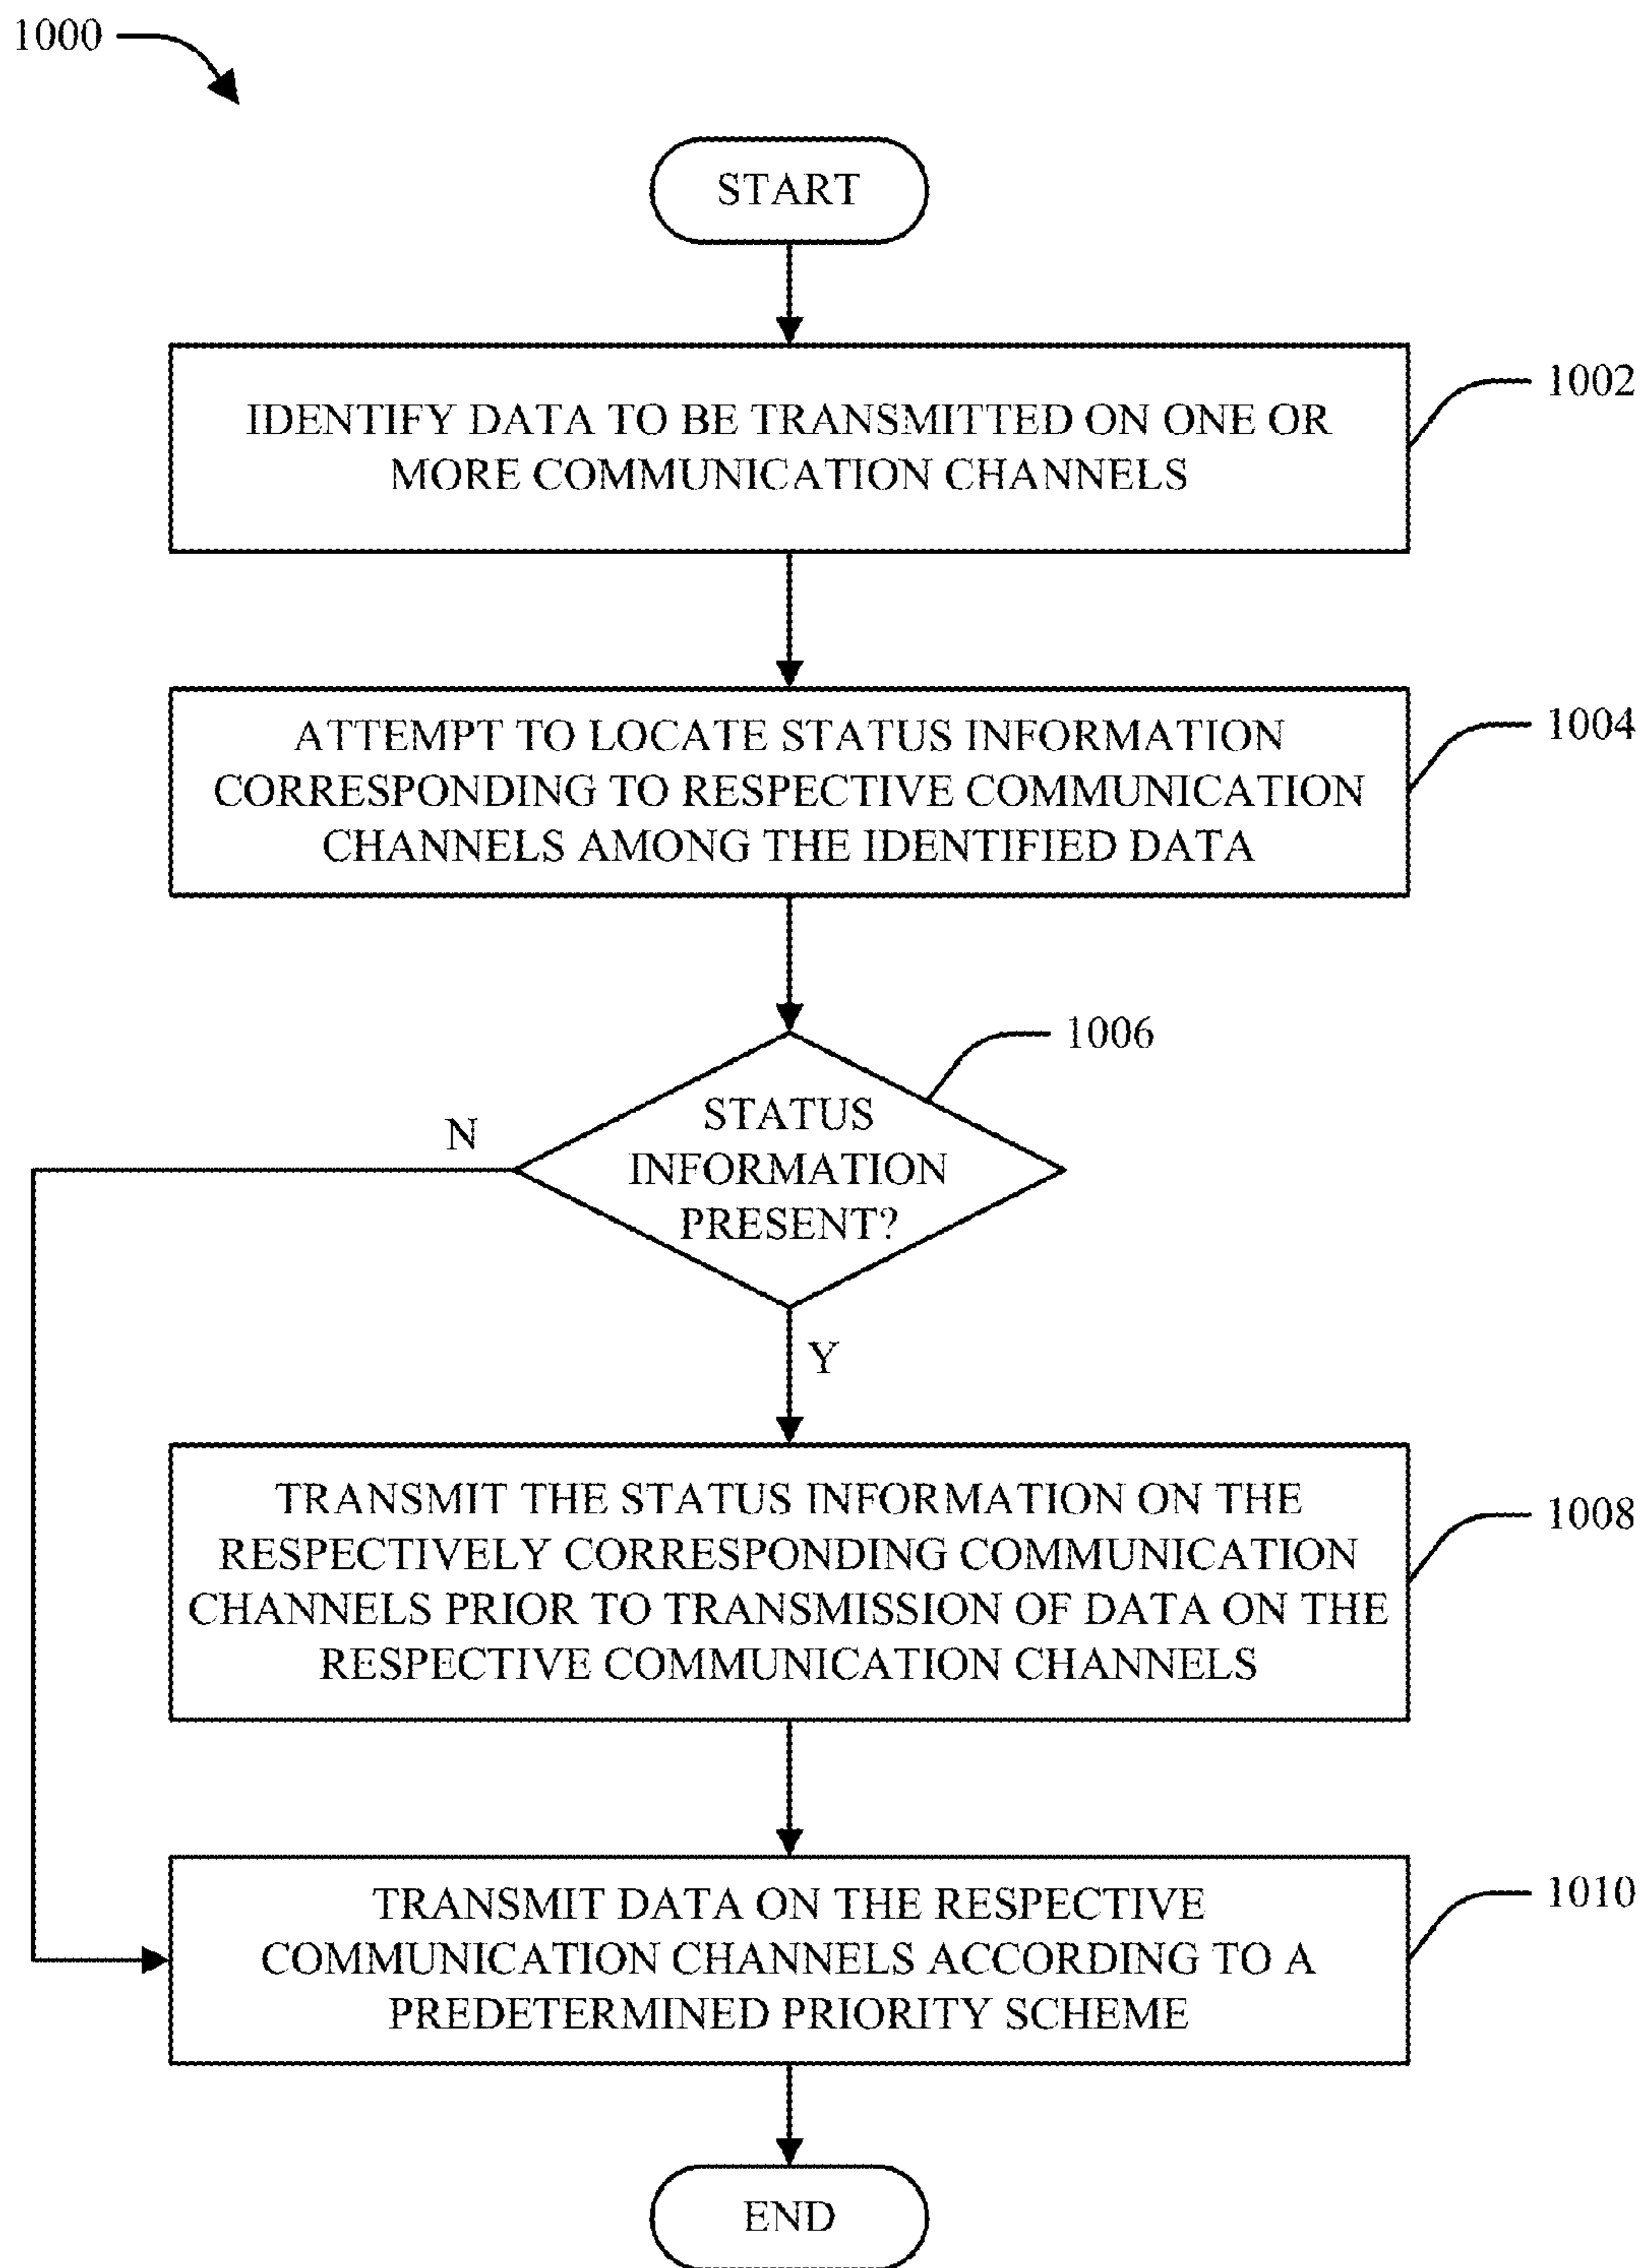 1000
START
IDENTIFY DATA TO BE TRANSMITTED ON ONE OR
MORE COMMUNICATION CHANNELS
1002
ATTEMPT TO LOCATE STATUS INFORMATION
CORRESPONDING TO RESPECTIVE COMMUNICATION
CHANNELS AMONG THE IDENTIFIED DATA
1004
1006
STATUS
INFORMATION
PRESENT?
N
Y
TRANSMIT THE STATUS INFORMATION ON THE
RESPECTIVELY CORRESPONDING COMMUNICATION
CHANNELS PRIOR TO TRANSMISSION OF DATA ON THE
RESPECTIVE COMMUNICATION CHANNELS
1008
TRANSMIT DATA ON THE RESPECTIVE
COMMUNICATION CHANNELS ACCORDING TO A
PREDETERMINED PRIORITY SCHEME
1010
END